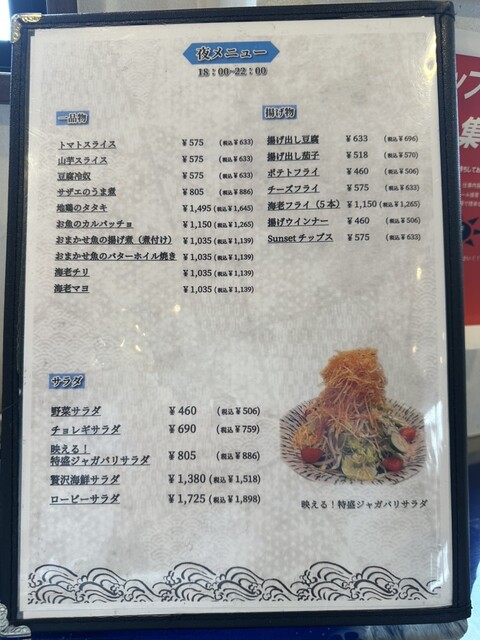 夜メニュー
18：00~22：00
一品物
トマトスライス ￥575 (税込￥633)
山芋スライス ￥575 (税込￥633)
豆腐冷奴 ￥575 (税込￥633)
サザエのうま煮 ￥805 (税込￥886)
地鶏のタタキ ￥1,495 (税込￥1,645)
お魚のカルパッチョ ￥1,150 (税込￥1,265)
おまかせ魚の揚げ煮（煮付け） ￥1,035 (税込￥1,139)
おまかせ魚のバターホイル焼き ￥1,035 (税込￥1,139)
海老チリ ￥1,035 (税込￥1,139)
海老マヨ ￥1,035 (税込￥1,139)
揚げ物
揚げ出し豆腐 ￥633 (税込￥696)
揚げ出し茄子 ￥518 (税込￥570)
ポテトフライ ￥460 (税込￥506)
チーズフライ ￥575 (税込￥633)
海老フライ（5本） ￥1,150 (税込￥1,265)
揚げウインナー ￥460 (税込￥506)
Sunset チップス ￥575 (税込￥633)
サラダ
野菜サラダ ￥460 (税込￥506)
チョレギサラダ ￥690 (税込￥759)
映える！
特盛ジャガパリサラダ ￥805 (税込￥886)
贅沢海鮮サラダ ￥1,380 (税込￥1,518)
ロービーサラダ ￥1,725 (税込￥1,898)
映える！特盛ジャガパリサラダ
ッフ
集